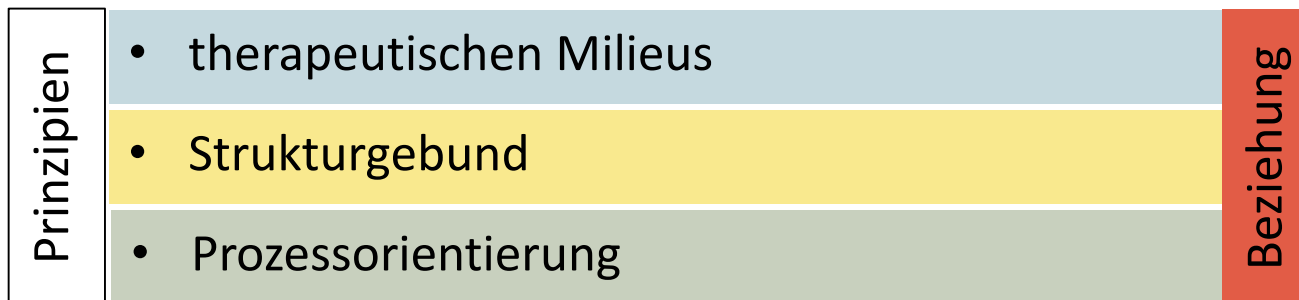 Prinzipien
• therapeutischen Milieus
• Strukturgebund
• Prozessorientierung
Beziehung